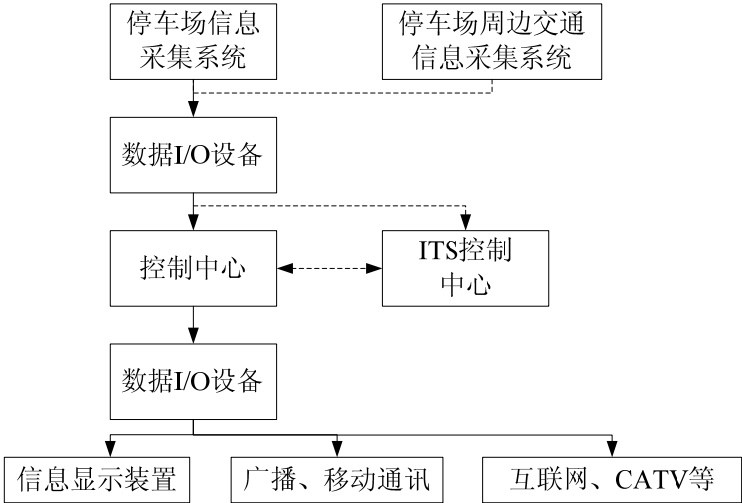 停车场信息
采集系统
停车场周边交通
信息采集系统
数据I/O设备
控制中心
ITS控制
中心
数据I/O设备
信息显示装置
广播、移动通讯
互联网、CATV等